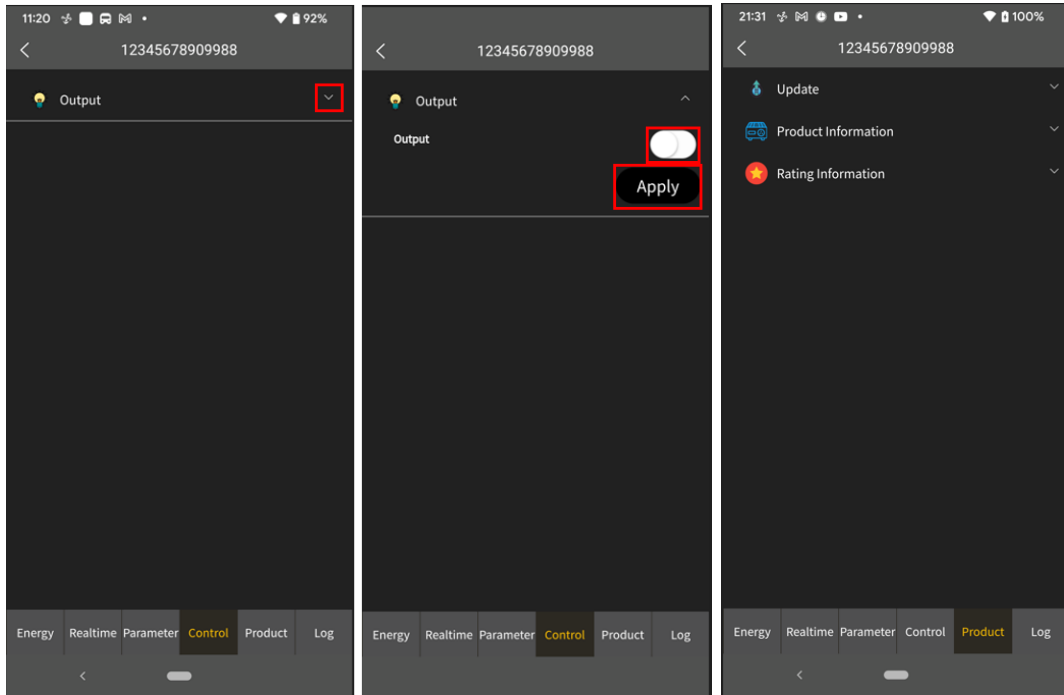 11:20
92%
12345678909988
Output
Energy Realtime Parameter Control Product Log
12345678909988
Output
Output
Apply
Energy Realtime Parameter Control Product Log
21:31
100%
12345678909988
Update
Product Information
Rating Information
Energy Realtime Parameter Control Product Log